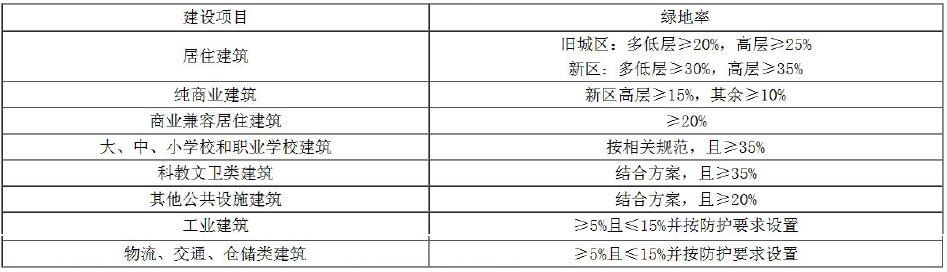 建设项目 绿地率
居住建筑 旧城区：多低层≥20%，高层≥25%
新区：多低层≥30%，高层≥35%
纯商业建筑 新区高层≥15%，其余≥10%
商业兼容居住建筑 ≥20%
大、中、小学校和职业学校建筑 按相关规范，且≥35%
科教文卫类建筑 结合方案，且≥35%
其他公共设施建筑 结合方案，且≥20%
工业建筑 ≥5%且≤15%并按防护要求设置
物流、交通、仓储类建筑 ≥5%且≤15%并按防护要求设置